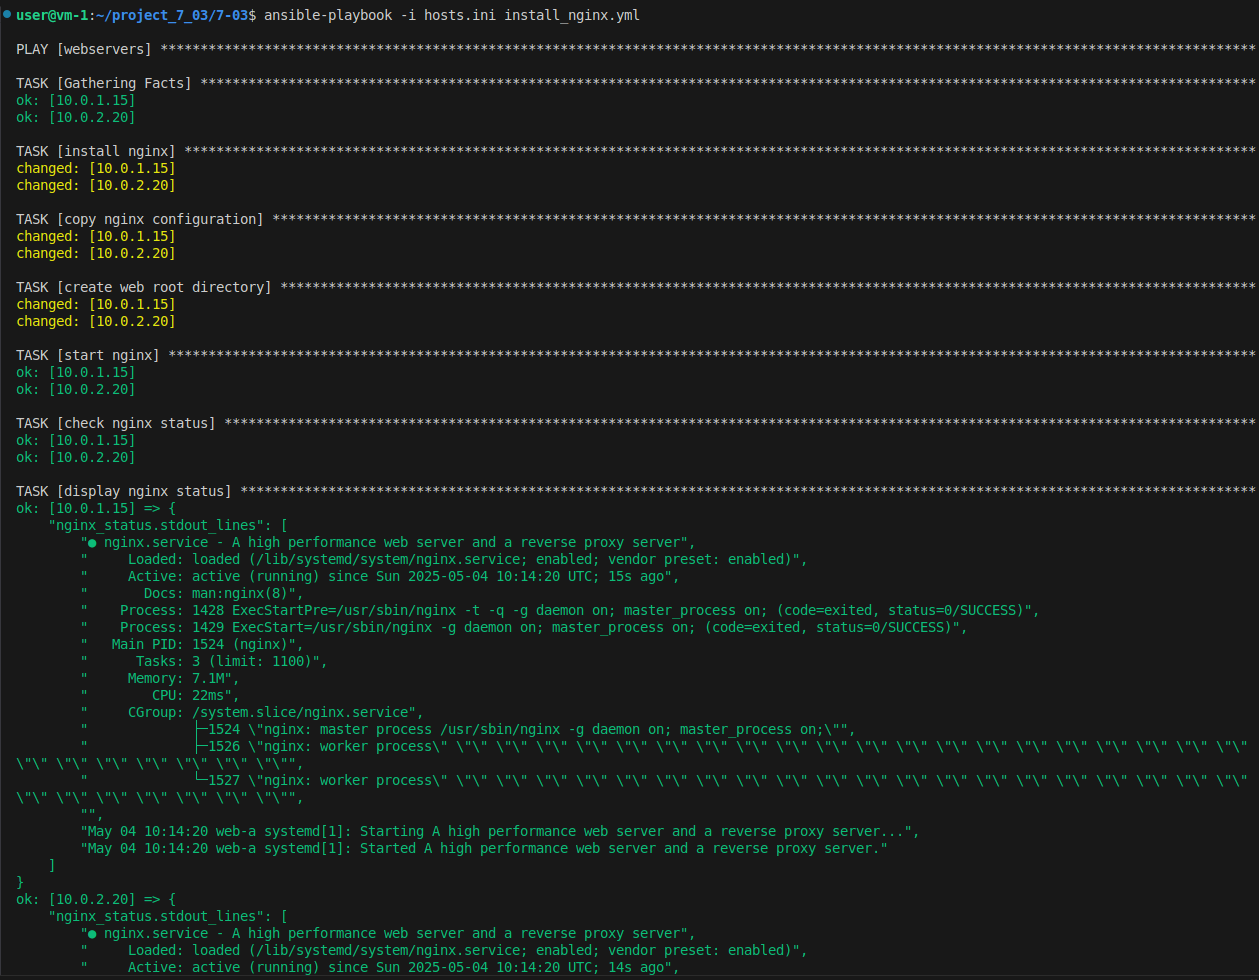 user@vm-1:~/project_7_03/7-03$ ansible-playbook -i hosts.ini install_nginx.yml
PLAY [webservers] *****************************************************************************************************************************************
TASK [Gathering Facts] ************************************************************************************************************************************
ok: [10.0.1.15]
ok: [10.0.2.20]
TASK [install nginx] **************************************************************************************************************************************
changed: [10.0.1.15]
changed: [10.0.2.20]
TASK [copy nginx configuration] ***************************************************************************************************************************
changed: [10.0.1.15]
changed: [10.0.2.20]
TASK [create web root directory] **************************************************************************************************************************
changed: [10.0.1.15]
changed: [10.0.2.20]
TASK [start nginx] ****************************************************************************************************************************************
ok: [10.0.1.15]
ok: [10.0.2.20]
TASK [check nginx status] *********************************************************************************************************************************
ok: [10.0.1.15]
ok: [10.0.2.20]
TASK [display nginx status] *******************************************************************************************************************************
ok: [10.0.1.15] => {
    "nginx_status.stdout_lines": [
        "● nginx.service - A high performance web server and a reverse proxy server",
        "     Loaded: loaded (/lib/systemd/system/nginx.service; enabled; vendor preset: enabled)",
        "     Active: active (running) since Sun 2025-05-04 10:14:20 UTC; 15s ago",
        "       Docs: man:nginx(8)",
        "    Process: 1428 ExecStartPre=/usr/sbin/nginx -t -q -g daemon on; master_process on; (code=exited, status=0/SUCCESS)",
        "    Process: 1429 ExecStart=/usr/sbin/nginx -g daemon on; master_process on; (code=exited, status=0/SUCCESS)",
        "   Main PID: 1524 (nginx)",
        "      Tasks: 3 (limit: 1100)",
        "     Memory: 7.1M",
        "        CPU: 22ms",
        "     CGroup: /system.slice/nginx.service",
        "             ├─1524 \"nginx: master process /usr/sbin/nginx -g daemon on; master_process on;\"",
        "             ├─1526 \"nginx: worker process\" \"\" \"\" \"\" \"\" \"\" \"\" \"\" \"\" \"\" \"\" \"\" \"\" \"\" \"\" \"\" \"\" \"\" \"\" \"\" \"\"
\"\" \"\" \"\" \"\" \"\" \"\" \"\"",
        "             └─1527 \"nginx: worker process\" \"\" \"\" \"\" \"\" \"\" \"\" \"\" \"\" \"\" \"\" \"\" \"\" \"\" \"\" \"\" \"\" \"\" \"\" \"\" \"\"
\"\" \"\" \"\" \"\" \"\" \"\" \"\"",
        "",
        "May 04 10:14:20 web-a systemd[1]: Starting A high performance web server and a reverse proxy server...",
        "May 04 10:14:20 web-a systemd[1]: Started A high performance web server and a reverse proxy server."
    ]
}
ok: [10.0.2.20] => {
    "nginx_status.stdout_lines": [
        "● nginx.service - A high performance web server and a reverse proxy server",
        "     Loaded: loaded (/lib/systemd/system/nginx.service; enabled; vendor preset: enabled)",
        "     Active: active (running) since Sun 2025-05-04 10:14:20 UTC; 14s ago",